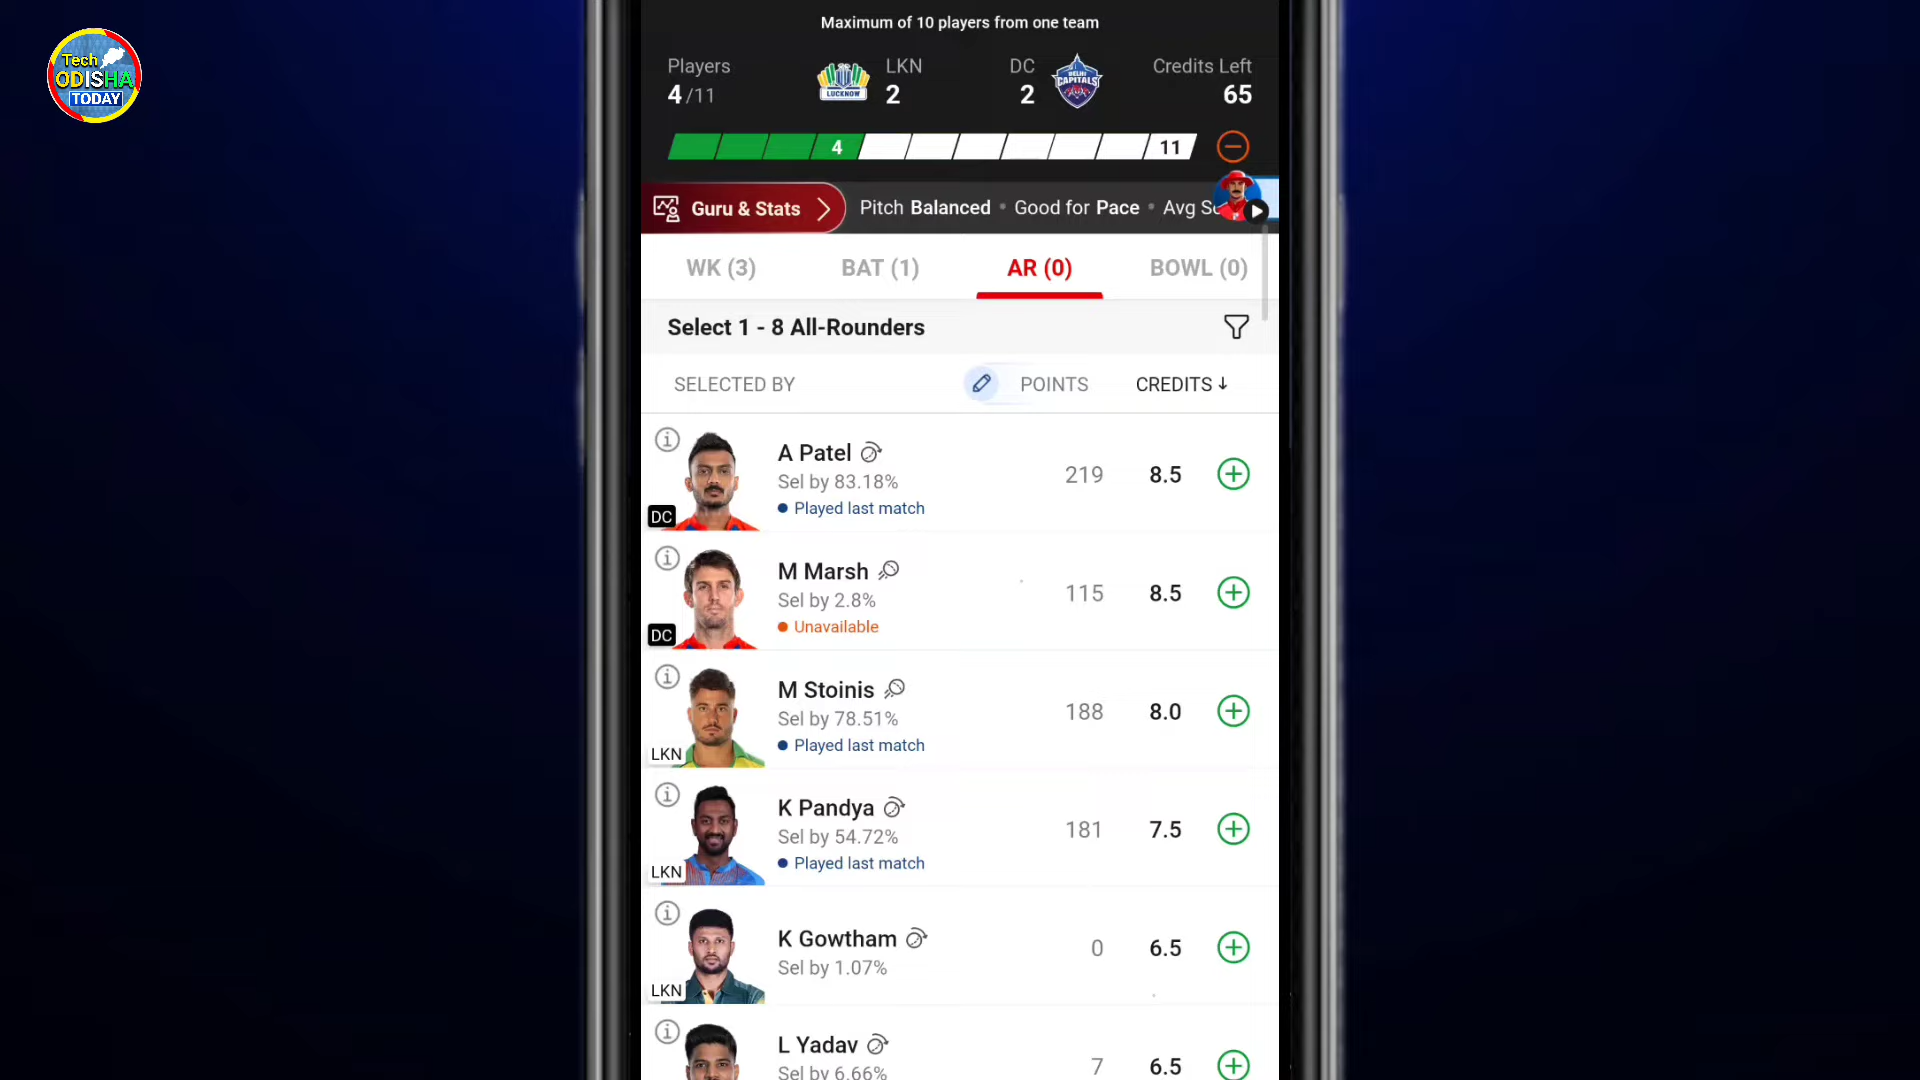 Tech
ODISHA
TODAY
Maximum of 10 players from one team
Players
4/11
LUCKNOW
LKN
2
DC
2
DELHI
CAPITALS
Credits Left
65
4
11
Guru & Stats
Pitch Balanced • Good for Pace • Avg
WK (3)
BAT (1)
AR (0)
BOWL (0)
Select 1 - 8 All-Rounders
SELECTED BY
POINTS
CREDITS ↓
A Patel
Sel by 83.18%
Played last match
DC
219
8.5
M Marsh
Sel by 2.8%
Unavailable
DC
115
8.5
M Stoinis
Sel by 78.51%
Played last match
LKN
188
8.0
K Pandya
Sel by 54.72%
Played last match
LKN
181
7.5
K Gowtham
Sel by 1.07%
LKN
0
6.5
L Yadav
Sel by 6.66%
7
6.5